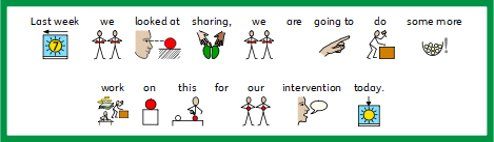 Last week we looked at sharing, we are going to do some more
work on this for our intervention today.